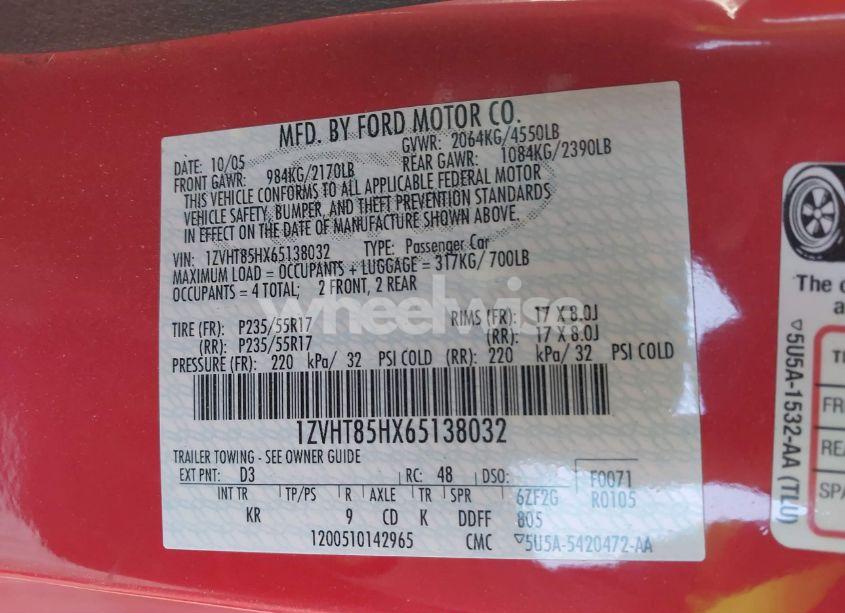 MFD. BY FORD MOTOR CO.
DATE: 10/05 GVWR: 2064KG/4550LB
FRONT GAWR: 984KG/2170LB REAR GAWR: 1084KG/2390LB
THIS VEHICLE CONFORMS TO ALL APPLICABLE FEDERAL MOTOR
VEHICLE SAFETY, BUMPER, AND THEFT PREVENTION STANDARDS
IN EFFECT ON THE DATE OF MANUFACTURE SHOWN ABOVE.
VIN: 1ZVHT85HX65138032 TYPE: Passenger Car
MAXIMUM LOAD = OCCUPANTS + LUGGAGE = 317KG/700LB
OCCUPANTS = 4 TOTAL; 2 FRONT, 2 REAR
wheelwise
TIRE (FR): P235/55R17 RIMS (FR): 17 X 8.0J
(RR): P235/55R17 (RR): 17 X 8.0J
PRESSURE (FR): 220 kPa/ 32 PSI COLD (RR): 220 kPa/ 32 PSI COLD
1ZVHT85HX65138032
TRAILER TOWING - SEE OWNER GUIDE
EXT PNT: D3 RC: 48 DSO: F0071
INT TR TP/PS R AXLE TR SPR 6ZF2G R0105
KR 9 CD K DDFF 805
1200510142965 CMC ▽5U5A-5420472-AA
The
a
▽5U5A-1532-AA (TLU)
FR
REA
SPA